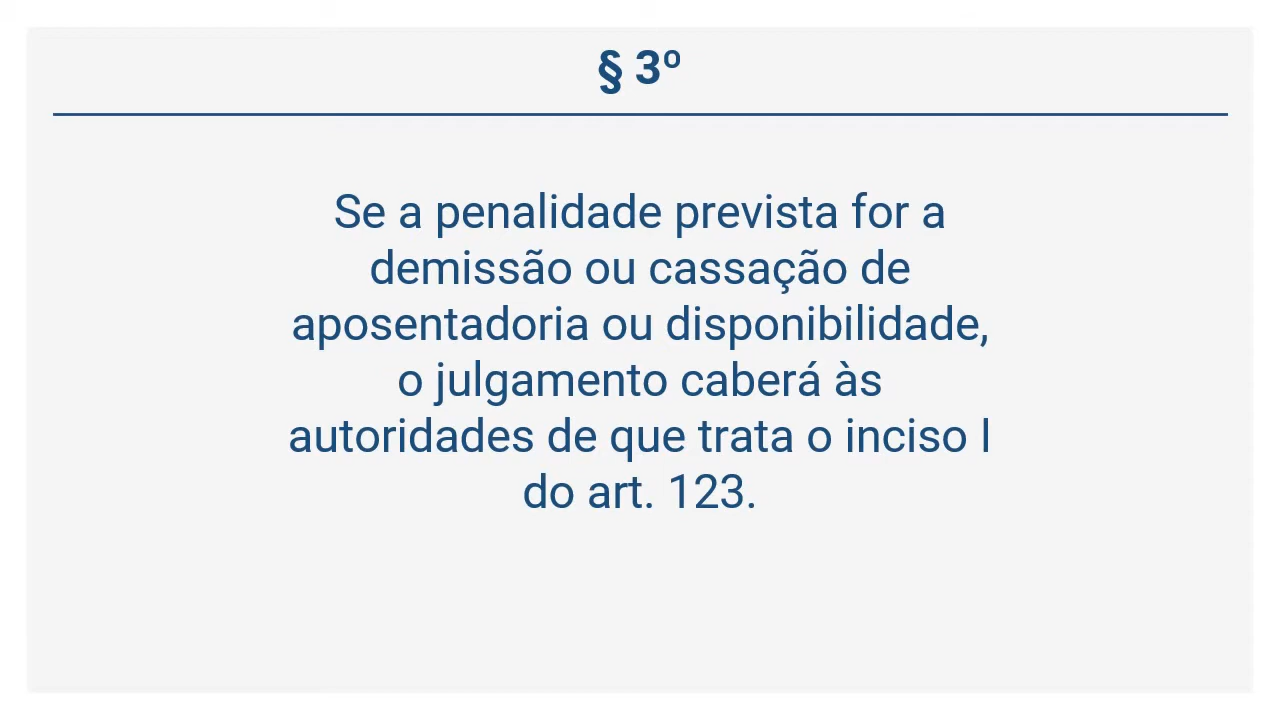 § 3º
Se a penalidade prevista for a
demissão ou cassação de
aposentadoria ou disponibilidade,
o julgamento caberá às
autoridades de que trata o inciso I
do art. 123.